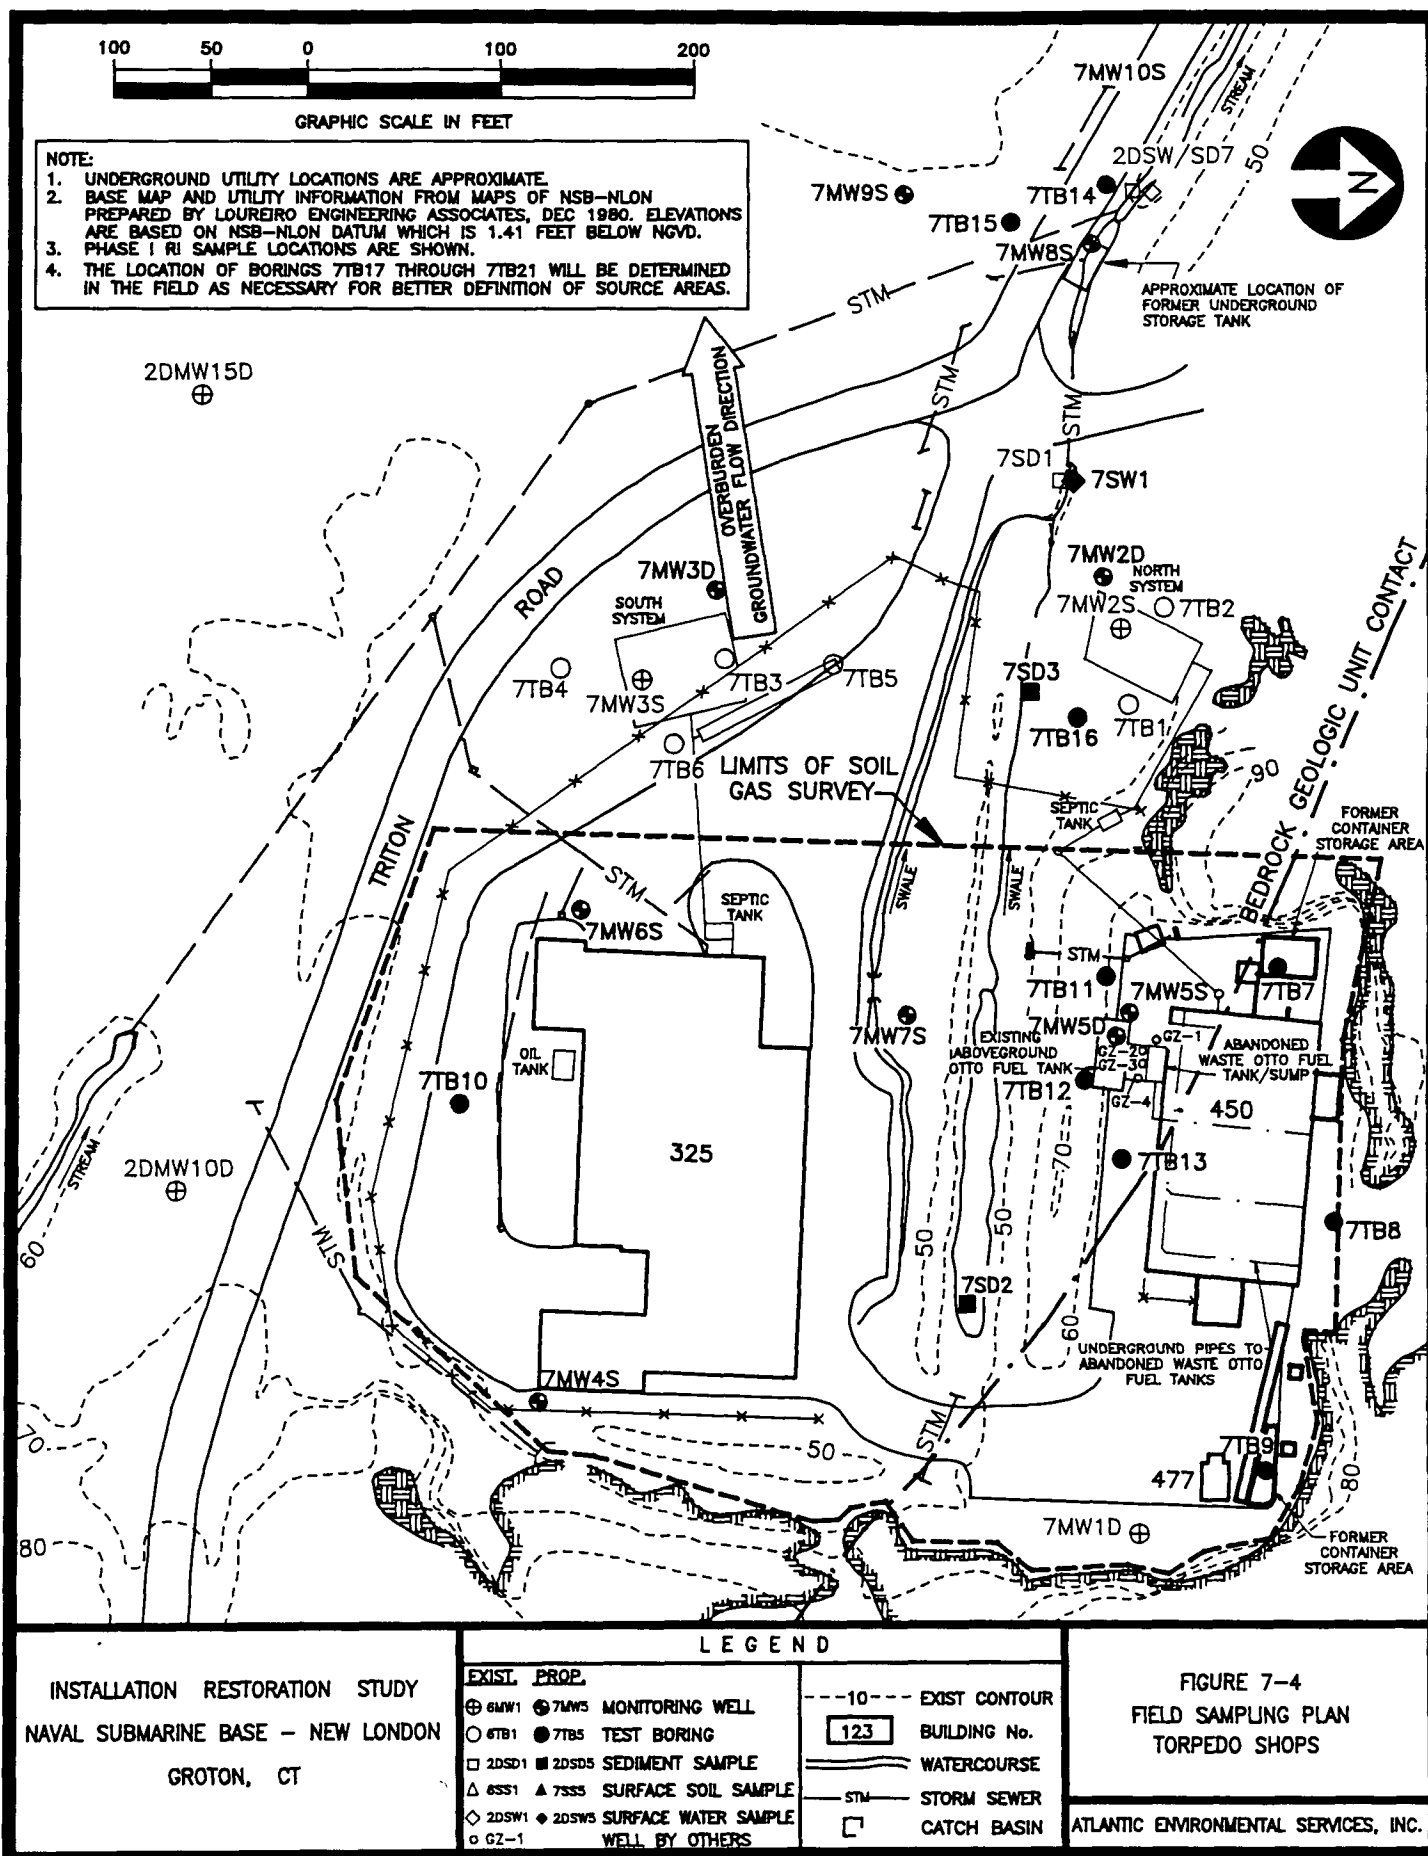 100 50 0 100 200
GRAPHIC SCALE IN FEET
NOTE:
1. UNDERGROUND UTILITY LOCATIONS ARE APPROXIMATE.
2. BASE MAP AND UTILITY INFORMATION FROM MAPS OF NSB-NLON
PREPARED BY LOUREIRO ENGINEERING ASSOCIATES, DEC 1980. ELEVATIONS
ARE BASED ON NSB-NLON DATUM WHICH IS 1.41 FEET BELOW NGVD.
3. PHASE I RI SAMPLE LOCATIONS ARE SHOWN.
4. THE LOCATION OF BORINGS 7TB17 THROUGH 7TB21 WILL BE DETERMINED
IN THE FIELD AS NECESSARY FOR BETTER DEFINITION OF SOURCE AREAS.
7MW10S
STREAM
50
N
2DSW/SD7
7MW9S
7TB14
7TB15
7MW8S
APPROXIMATE LOCATION OF
FORMER UNDERGROUND
STORAGE TANK
STM
2DMW15D
OVERBURDEN
GROUNDWATER FLOW DIRECTION
STM
STM
7SD1
7SW1
7MW3D
7MW2D
NORTH
SYSTEM
ROAD
SOUTH
SYSTEM
7MW2S
7TB2
7TB4
7MW3S
7TB3
7TB5
7SD3
7TB16
7TB1
7TB6
LIMITS OF SOIL
GAS SURVEY
90
BEDROCK GEOLOGIC UNIT CONTACT
SEPTIC
TANK
FORMER
CONTAINER
STORAGE AREA
TRITON
STM
SEPTIC
TANK
SWALE
SWALE
7MW6S
STM
7TB11
7MW5S
7TB7
7MW7S
7MW5D
GZ-1
EXISTING
ABOVEGROUND
OTTO FUEL TANK
GZ-2
GZ-3
ABANDONED
WASTE OTTO FUEL
TANK/SUMP
OIL
TANK
7TB10
7TB12
GZ-4
450
325
70
7TB13
STREAM
2DMW10D
60
7TB8
STM
50
50
7SD2
60
UNDERGROUND PIPES TO
ABANDONED WASTE OTTO
FUEL TANKS
7MW4S
STM
50
70
7TB9
477
80
80
7MW1D
FORMER
CONTAINER
STORAGE AREA
INSTALLATION RESTORATION STUDY
NAVAL SUBMARINE BASE - NEW LONDON
GROTON, CT
LEGEND
EXIST. PROP.
6MW1 7MW5 MONITORING WELL
6TB1 7TB5 TEST BORING
2DSD1 2DSD5 SEDIMENT SAMPLE
6SS1 7SS5 SURFACE SOIL SAMPLE
2DSW1 2DSW5 SURFACE WATER SAMPLE
GZ-1 WELL BY OTHERS
10 EXIST CONTOUR
123 BUILDING No.
WATERCOURSE
STM STORM SEWER
CATCH BASIN
FIGURE 7-4
FIELD SAMPLING PLAN
TORPEDO SHOPS
ATLANTIC ENVIRONMENTAL SERVICES, INC.